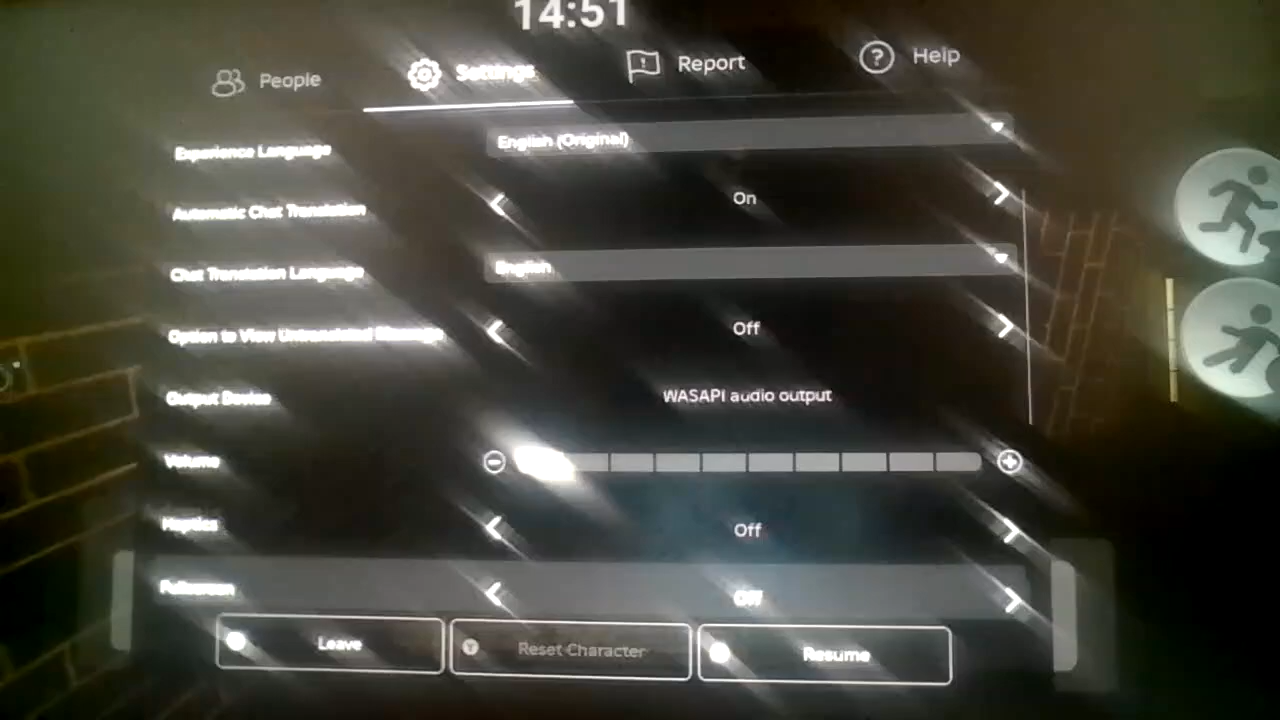 14:51
People
Settings
Report
Help
Experience Language
English (Original)
Automatic Chat Translation
On
Chat Translation Language
English
Option to View Untranslated Message
Off
Output Device
WASAPI audio output
Volume
Haptics
Off
Fullscreen
Off
Leave
Y Reset Character
Resume